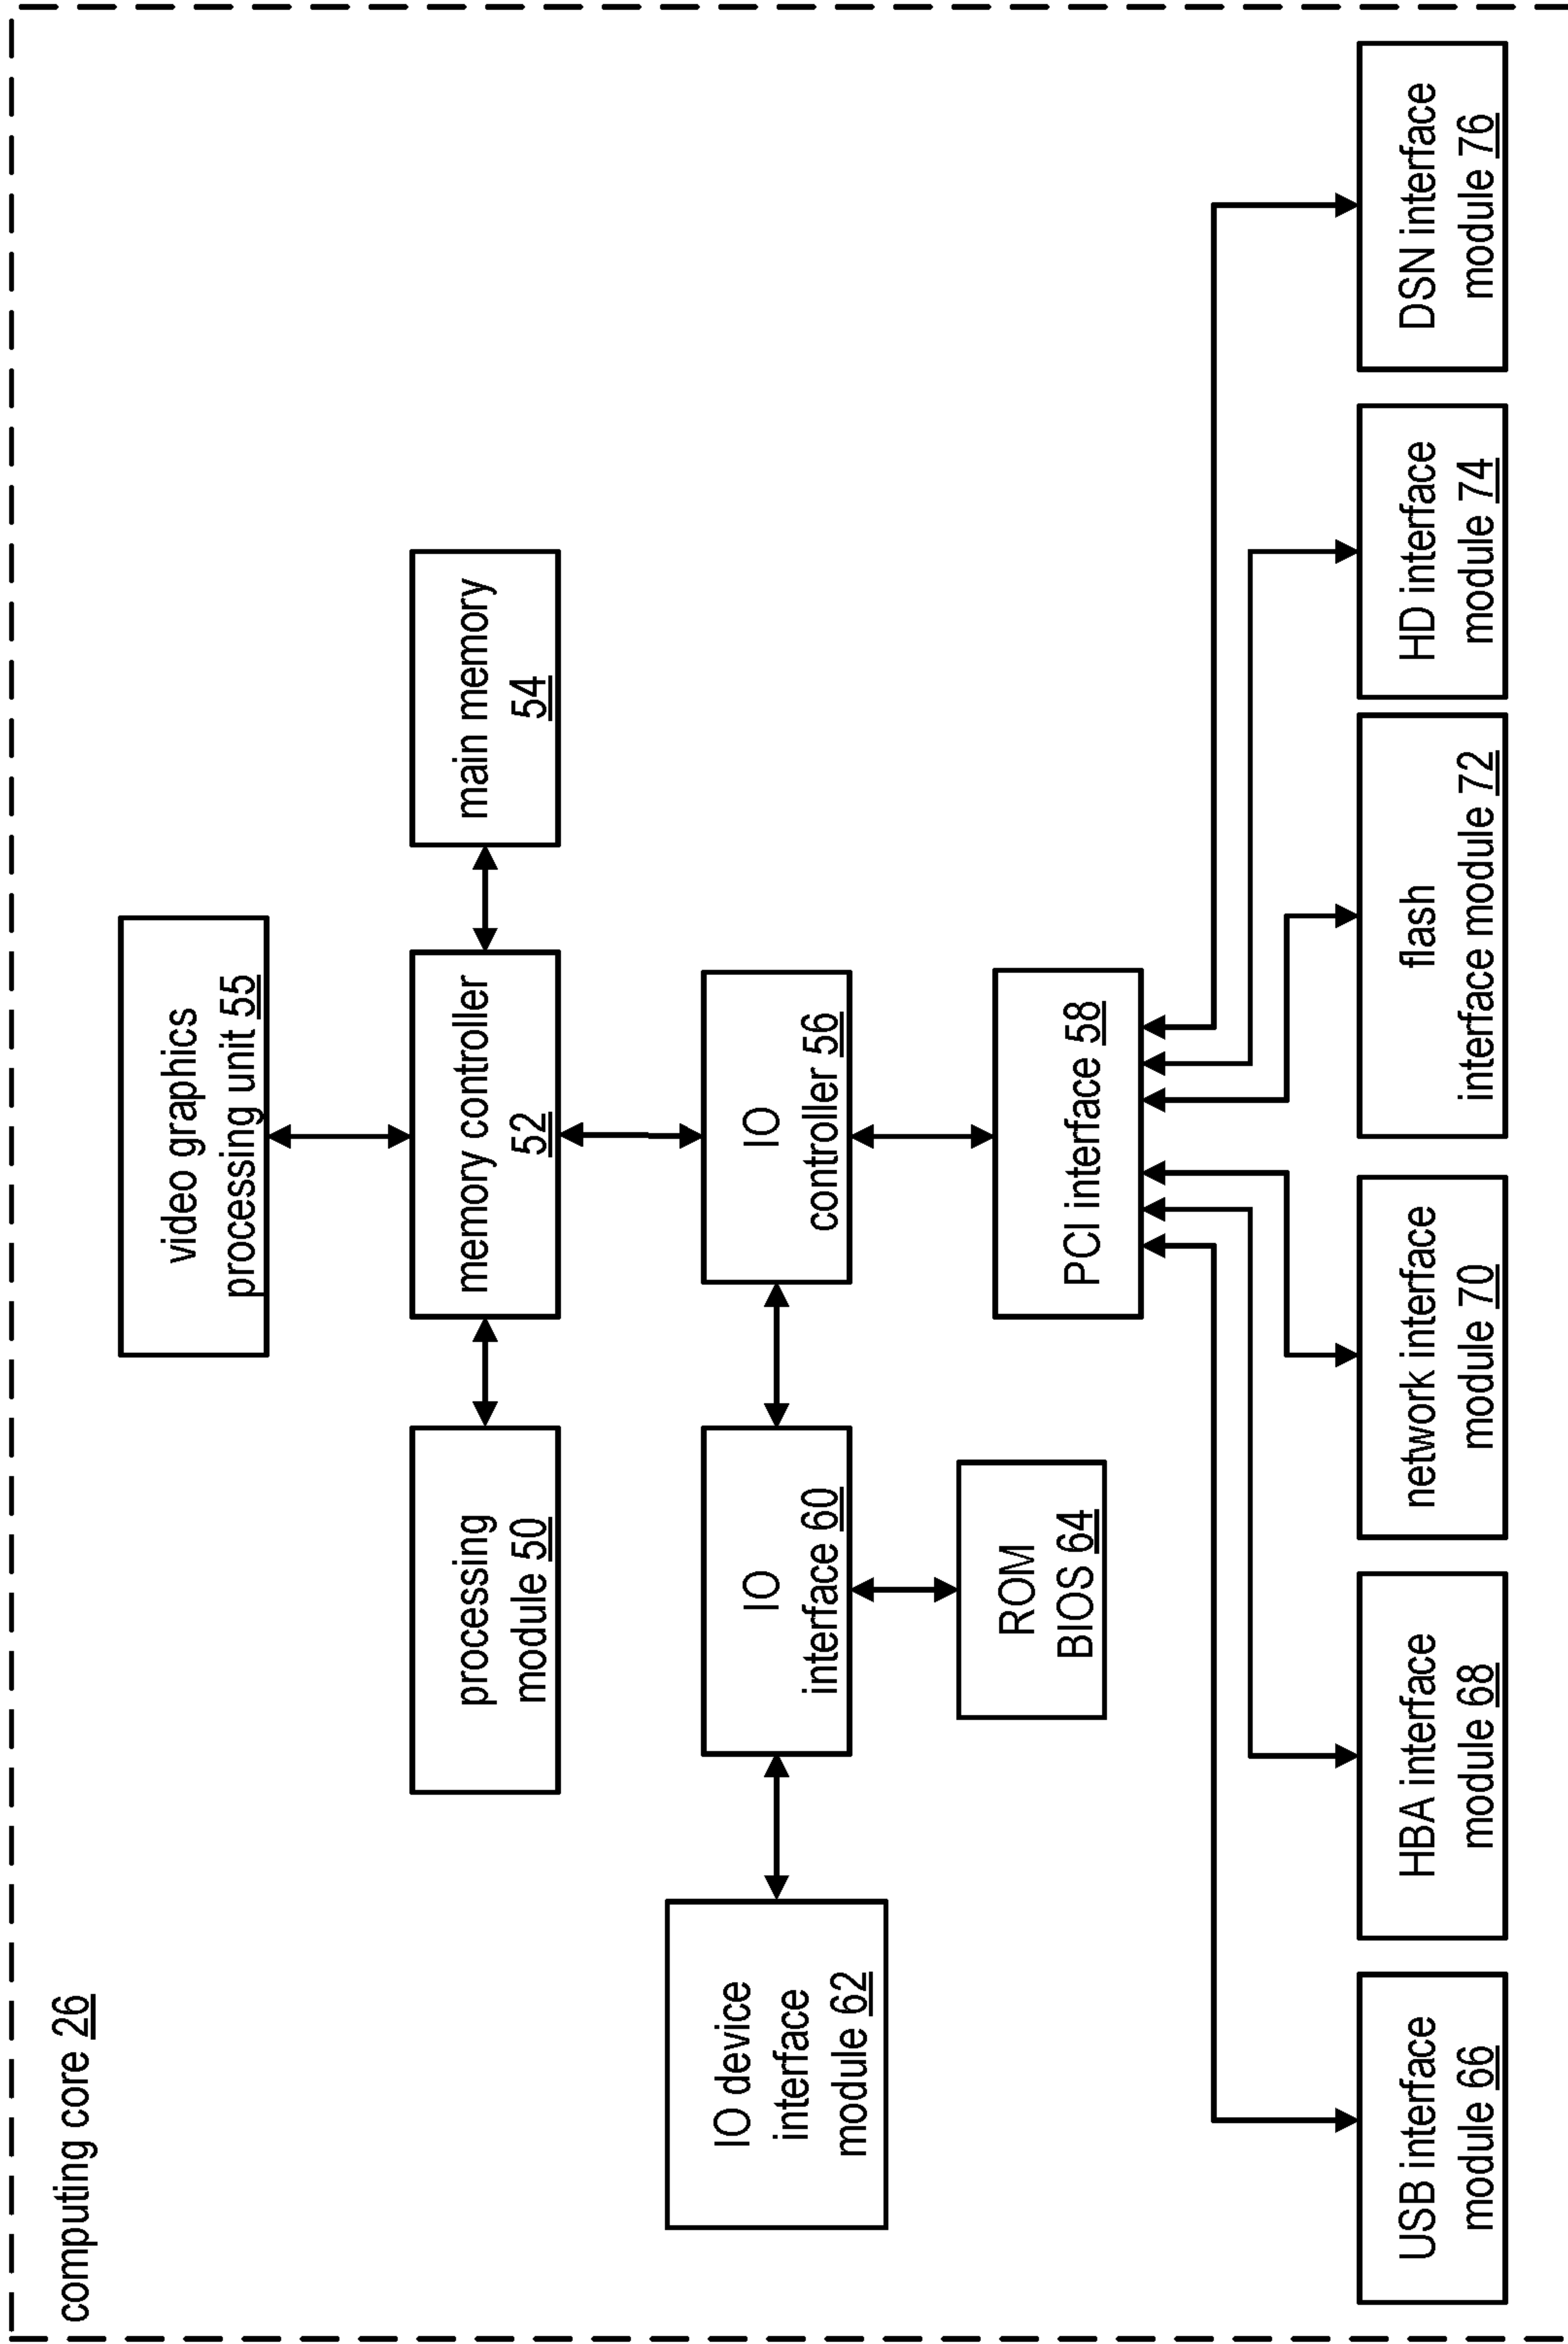 computing core 26
video graphics
processing unit 55
processing
module 50
memory controller
52
main memory
54
IO device
interface
module 62
IO
interface 60
IO
controller 56
ROM
BIOS 64
PCI interface 58
USB interface
module 66
HBA interface
module 68
network interface
module 70
flash
interface module 72
HD interface
module 74
DSN interface
module 76